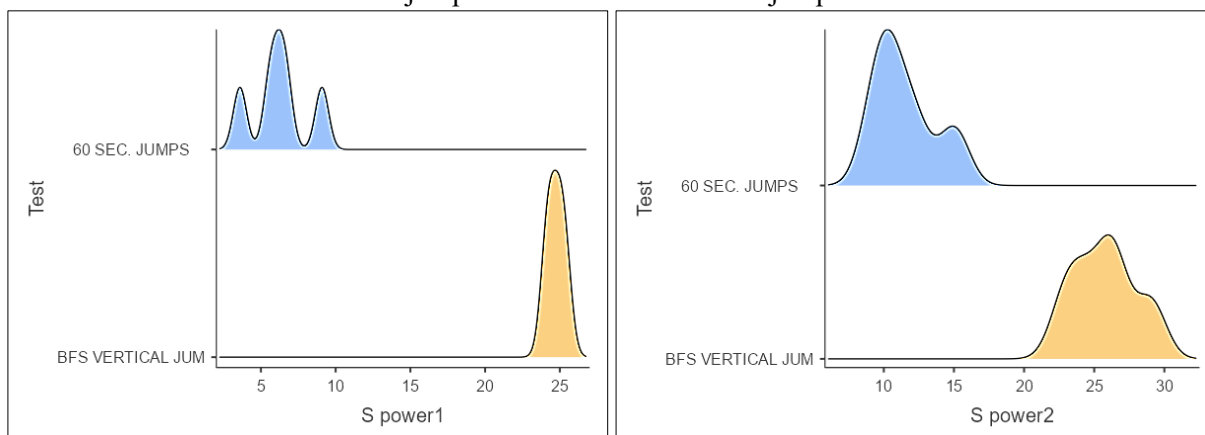 60 SEC. JUMPS
BFS VERTICAL JUM
Test
5 10 15 20 25
S power1
60 SEC. JUMPS
BFS VERTICAL JUM
Test
10 15 20 25 30
S power2